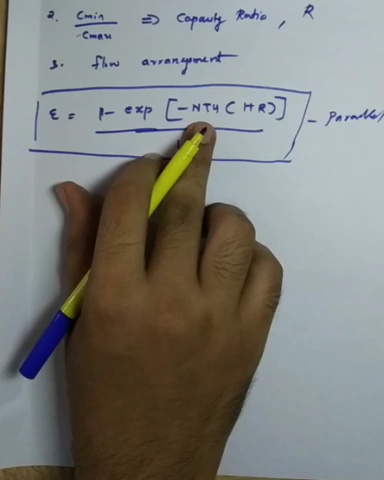 2. Cmin/Cmax ⇒ Capacity Ratio, R
3. flow arrangement
ε = 1- exp [-NTU(1+R)] - Parallel